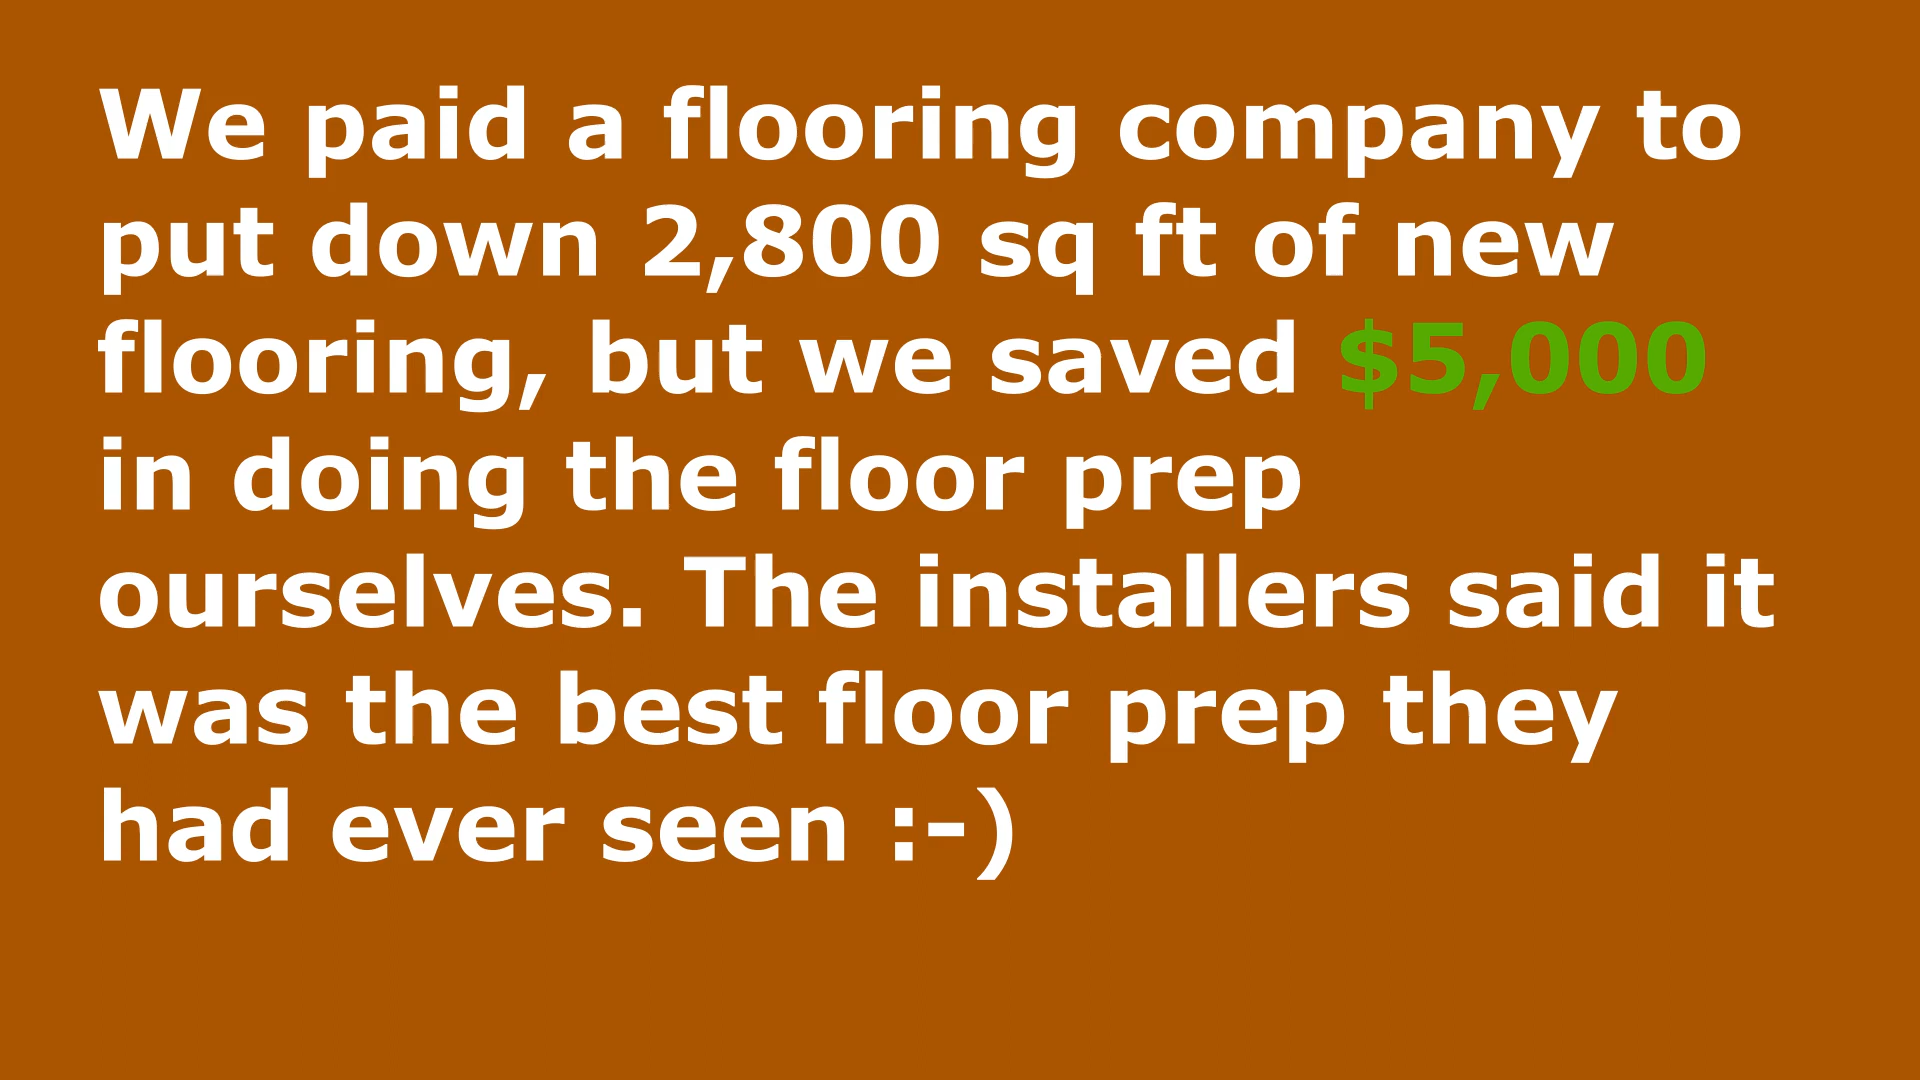 We paid a flooring company to
put down 2,800 sq ft of new
flooring, but we saved $5,000
in doing the floor prep
ourselves. The installers said it
was the best floor prep they
had ever seen :-)